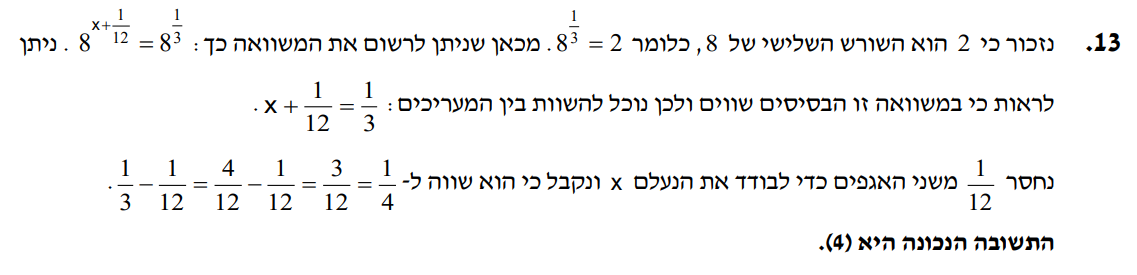 13. נזכור כי 2 הוא השורש השלישי של 8, כלומר 8^(1/3) = 2. מכאן שניתן לרשום את המשוואה כך: 8^(x+1/12) = 8^(1/3). ניתן
לראות כי במשוואה זו הבסיסים שווים ולכן נוכל להשוות בין המעריכים: x + 1/12 = 1/3.
נחסר 1/12 משני האגפים כדי לבודד את הנעלם x ונקבל כי הוא שווה ל- 1/3 − 1/12 = 4/12 − 1/12 = 3/12 = 1/4.
התשובה הנכונה היא (4).